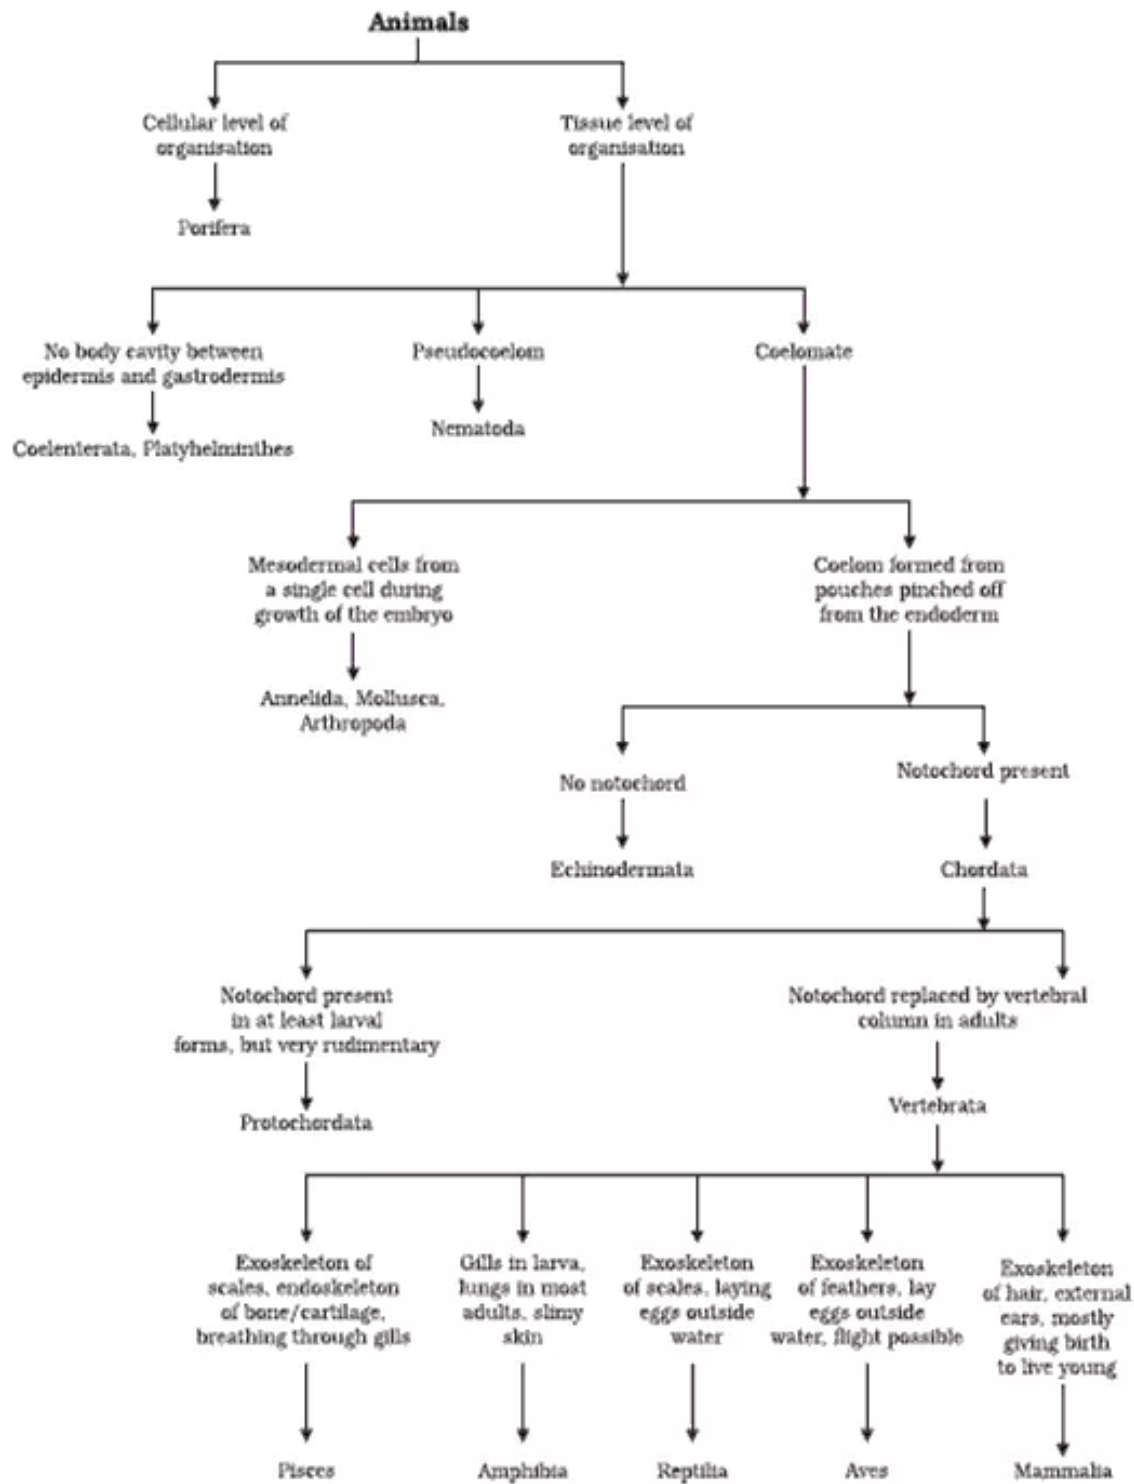 Animals
Cellular level of
organisation
Tissue level of
organisation
Porifera
No body cavity between
epidermis and gastrodermis
Pseudocoelom
Coelomate
Coelenterata, Platyhelminthes
Nematoda
Mesodermal cells from
a single cell during
growth of the embryo
Coelom formed from
pouches pinched off
from the endoderm
Annelida, Mollusca,
Arthropoda
No notochord
Notochord present
Echinodermata
Chordata
Notochord present
in at least larval
forms, but very rudimentary
Notochord replaced by vertebral
column in adults
Protochordata
Vertebrata
Exoskeleton of
scales, endoskeleton
of bone/cartilage,
breathing through gills
Gills in larva,
lungs in most
adults, slimy
skin
Exoskeleton
of scales, laying
eggs outside
water
Exoskeleton
of feathers, lay
eggs outside
water, flight possible
Exoskeleton
of hair, external
ears, mostly
giving birth
to live young
Pisces
Amphibia
Reptilia
Aves
Mammalia